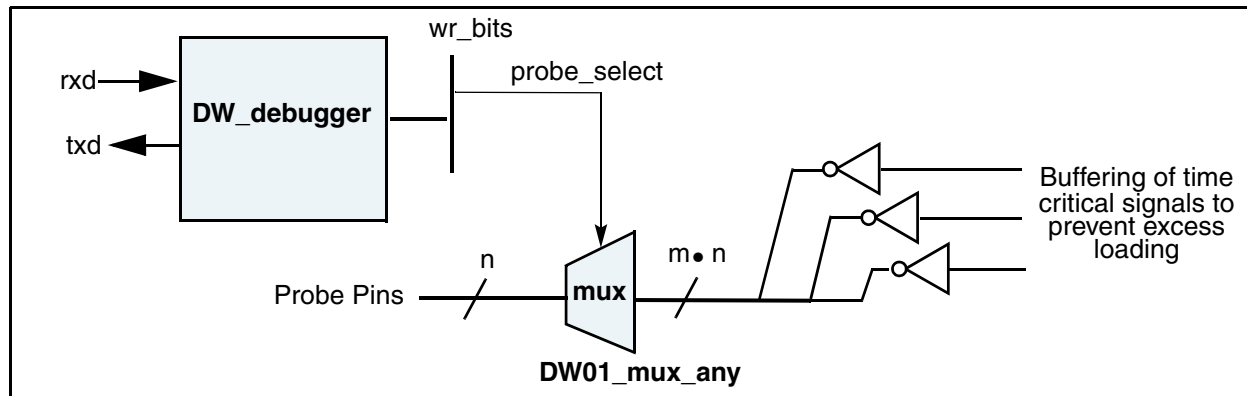 wr_bits
rxd
probe_select
DW_debugger
txd
Buffering of time
critical signals to
prevent excess
loading
n
m• n
Probe Pins
mux
DW01_mux_any